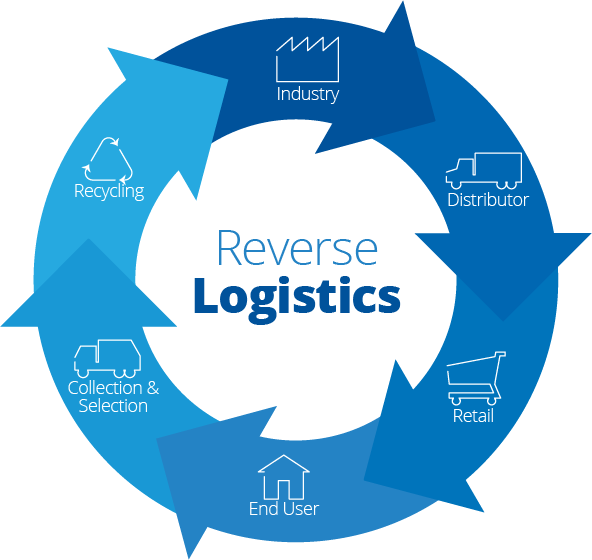 Industry
Distributor
Retail
End User
Collection &
Selection
Recycling
Reverse
Logistics